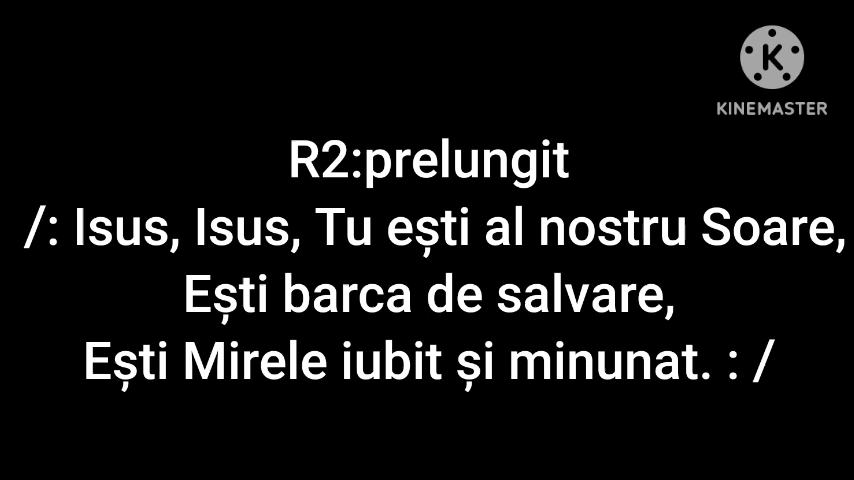 K
KINEMASTER
R2:prelungit
/: Isus, Isus, Tu ești al nostru Soare,
Ești barca de salvare,
Ești Mirele iubit și minunat. : /